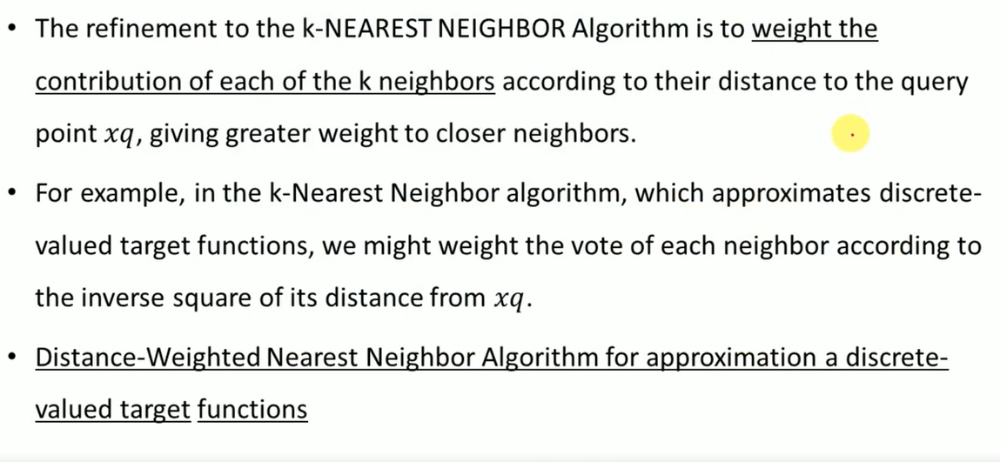 • The refinement to the k-NEAREST NEIGHBOR Algorithm is to weight the
contribution of each of the k neighbors according to their distance to the query
point xq, giving greater weight to closer neighbors.
• For example, in the k-Nearest Neighbor algorithm, which approximates discrete-
valued target functions, we might weight the vote of each neighbor according to
the inverse square of its distance from xq.
• Distance-Weighted Nearest Neighbor Algorithm for approximation a discrete-
valued target functions